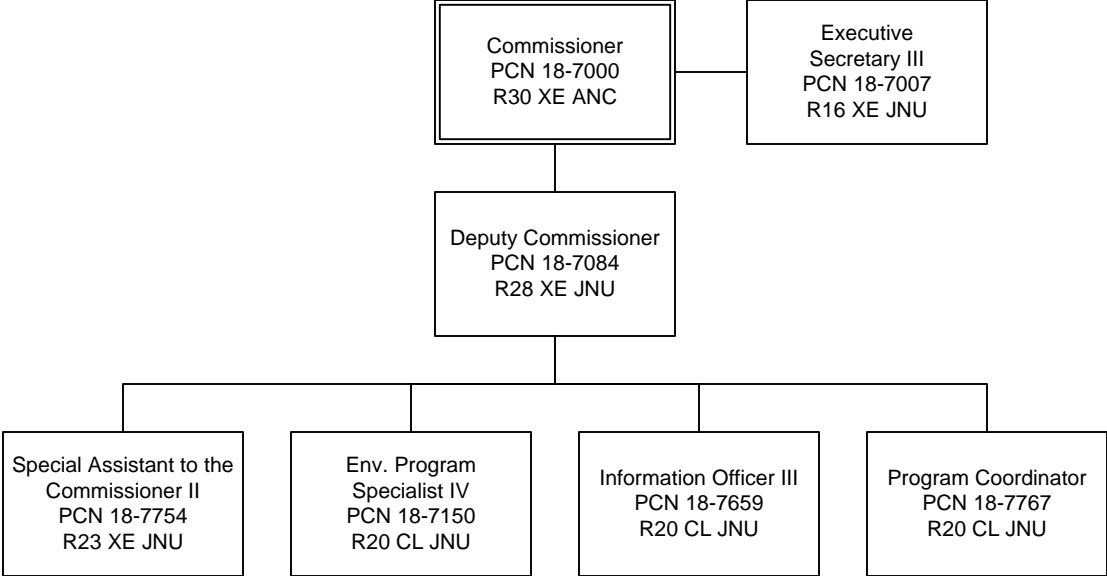 Commissioner
PCN 18-7000
R30 XE ANC
Executive
Secretary III
PCN 18-7007
R16 XE JNU
Deputy Commissioner
PCN 18-7084
R28 XE JNU
Special Assistant to the
Commissioner II
PCN 18-7754
R23 XE JNU
Env. Program
Specialist IV
PCN 18-7150
R20 CL JNU
Information Officer III
PCN 18-7659
R20 CL JNU
Program Coordinator
PCN 18-7767
R20 CL JNU